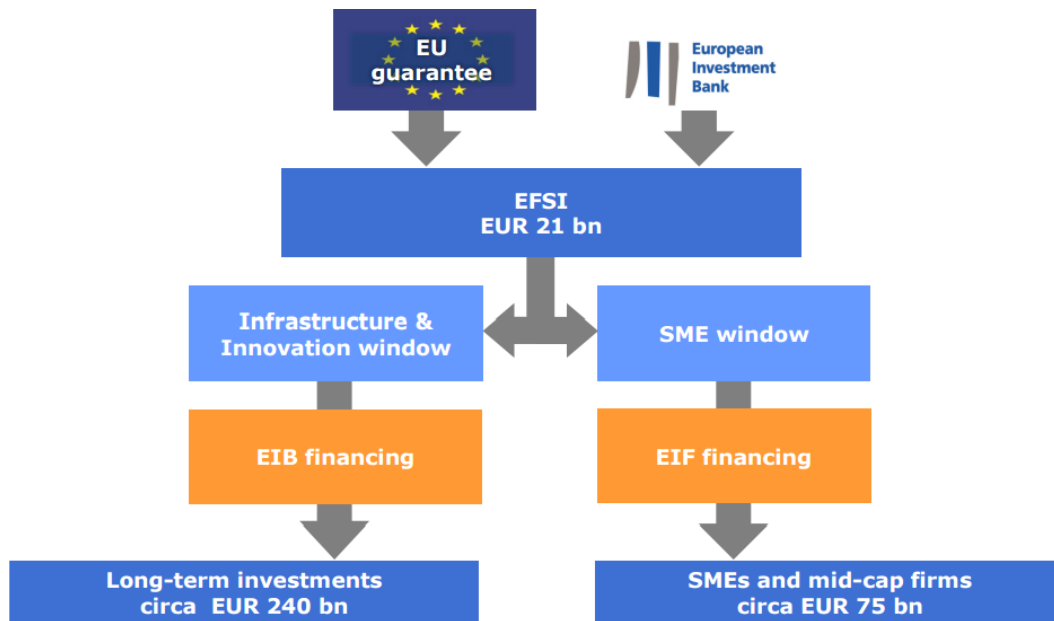 EU
guarantee
European
Investment
Bank
EFSI
EUR 21 bn
Infrastructure &
Innovation window
SME window
EIB financing
EIF financing
Long-term investments
circa EUR 240 bn
SMEs and mid-cap firms
circa EUR 75 bn